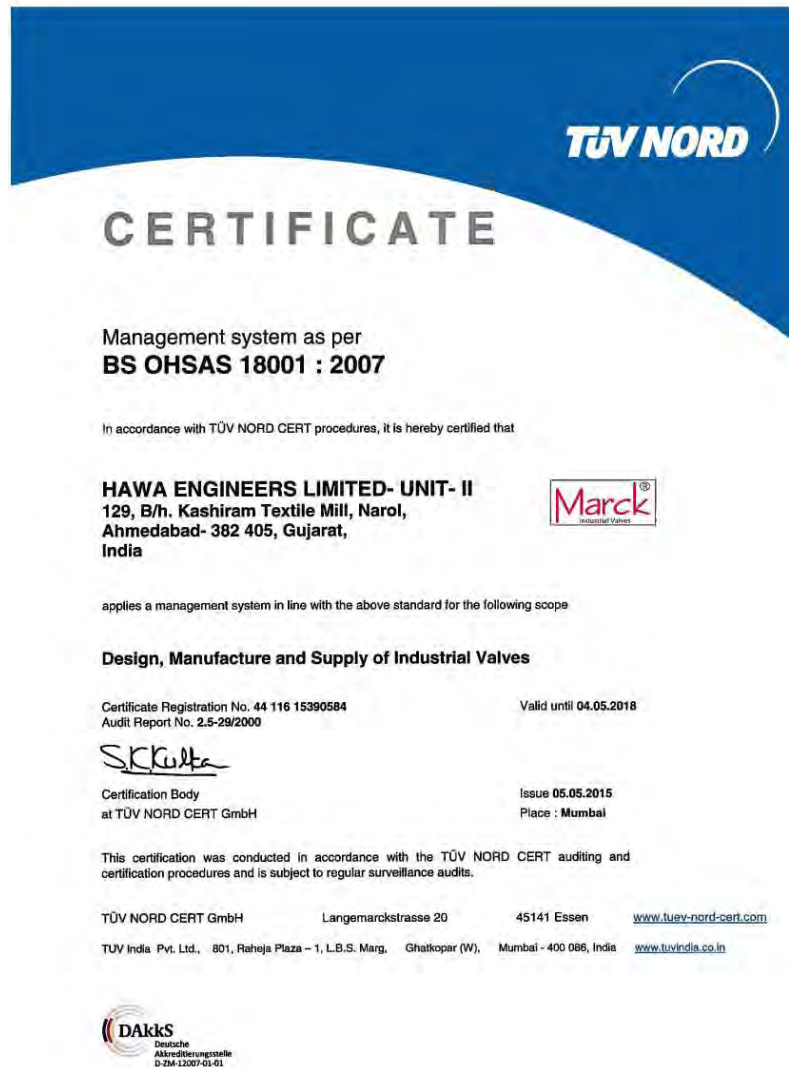 TÜV NORD
CERTIFICATE
Management system as per
BS OHSAS 18001 : 2007
In accordance with TÜV NORD CERT procedures, it is hereby certified that
HAWA ENGINEERS LIMITED- UNIT- II
129, B/h. Kashiram Textile Mill, Narol,
Ahmedabad- 382 405, Gujarat,
India
Marck®
Industrial Valves
applies a management system in line with the above standard for the following scope
Design, Manufacture and Supply of Industrial Valves
Certificate Registration No. 44 116 15390584
Audit Report No. 2.5-29/2000
Valid until 04.05.2018
S.K.Kulka
Certification Body
at TÜV NORD CERT GmbH
Issue 05.05.2015
Place : Mumbai
This certification was conducted in accordance with the TÜV NORD CERT auditing and
certification procedures and is subject to regular surveillance audits.
TÜV NORD CERT GmbH Langemarckstrasse 20 45141 Essen www.tuev-nord-cert.com
TUV India Pvt. Ltd., 801, Raheja Plaza – 1, L.B.S. Marg, Ghatkopar (W), Mumbai - 400 086, India www.tuvindia.co.in
DAkkS
Deutsche
Akkreditierungsstelle
D-ZM-12007-01-01